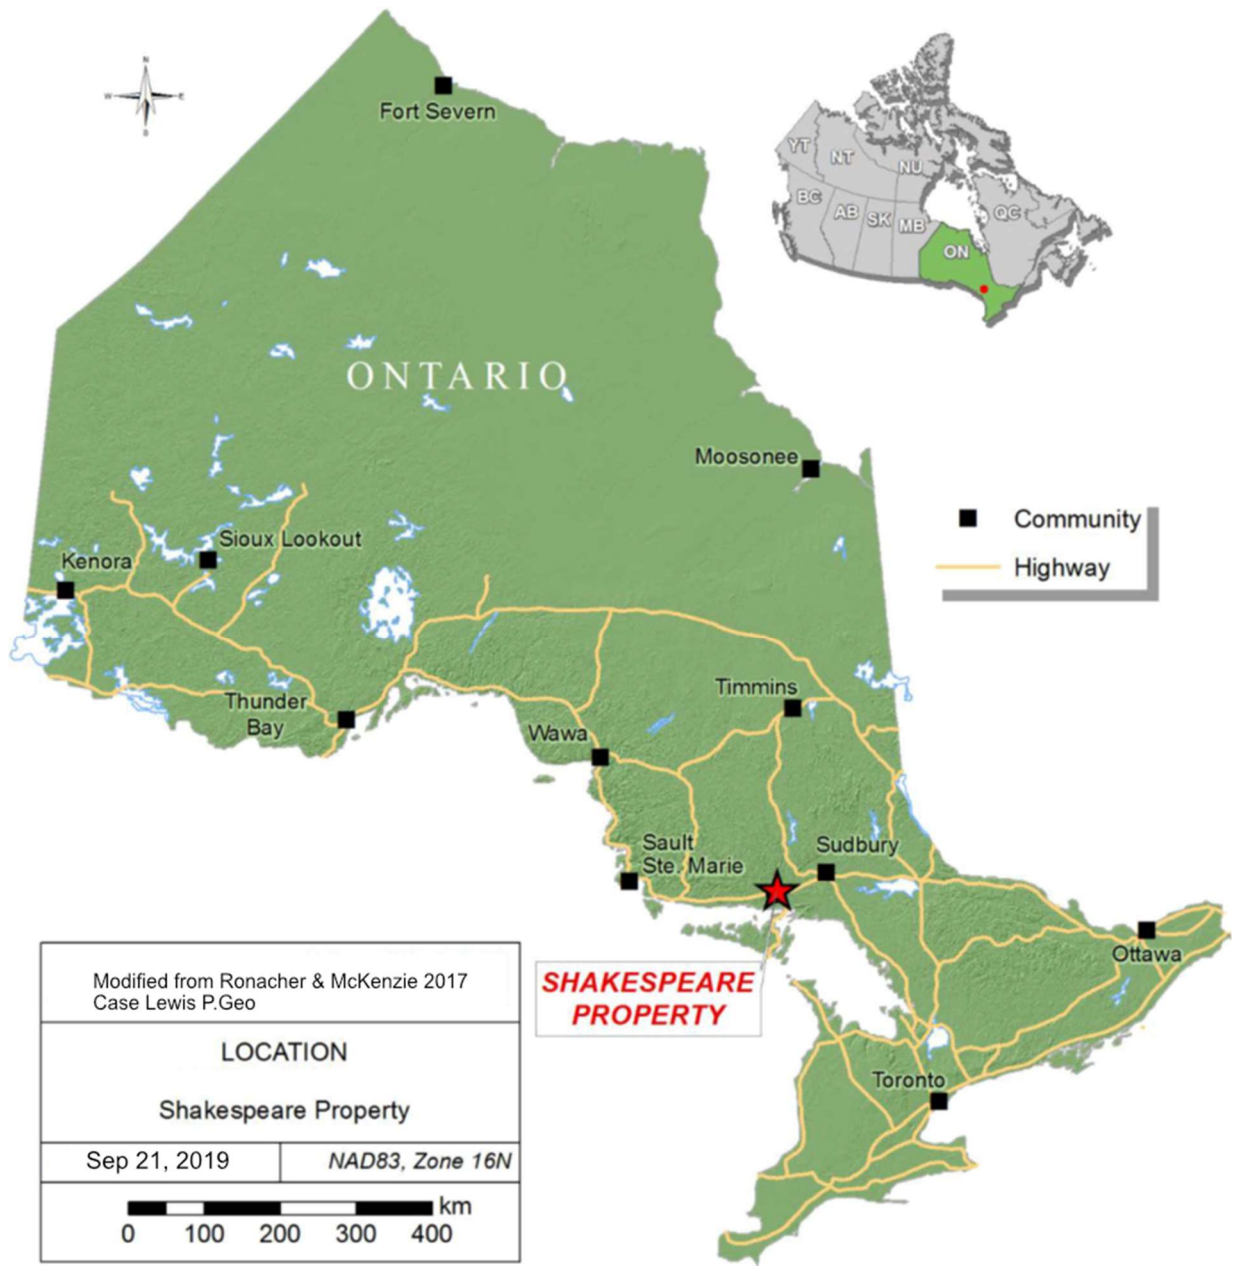 N
W
E
S
Fort Severn
YT
NT
NU
BC
AB
SK
MB
QC
ON
ONTARIO
Moosonee
Community
Highway
Sioux Lookout
Kenora
Timmins
Thunder
Bay
Wawa
Sault
Ste. Marie
Sudbury
Ottawa
SHAKESPEARE
PROPERTY
Toronto
Modified from Ronacher & McKenzie 2017
Case Lewis P.Geo
LOCATION
Shakespeare Property
Sep 21, 2019
NAD83, Zone 16N
km
0 100 200 300 400